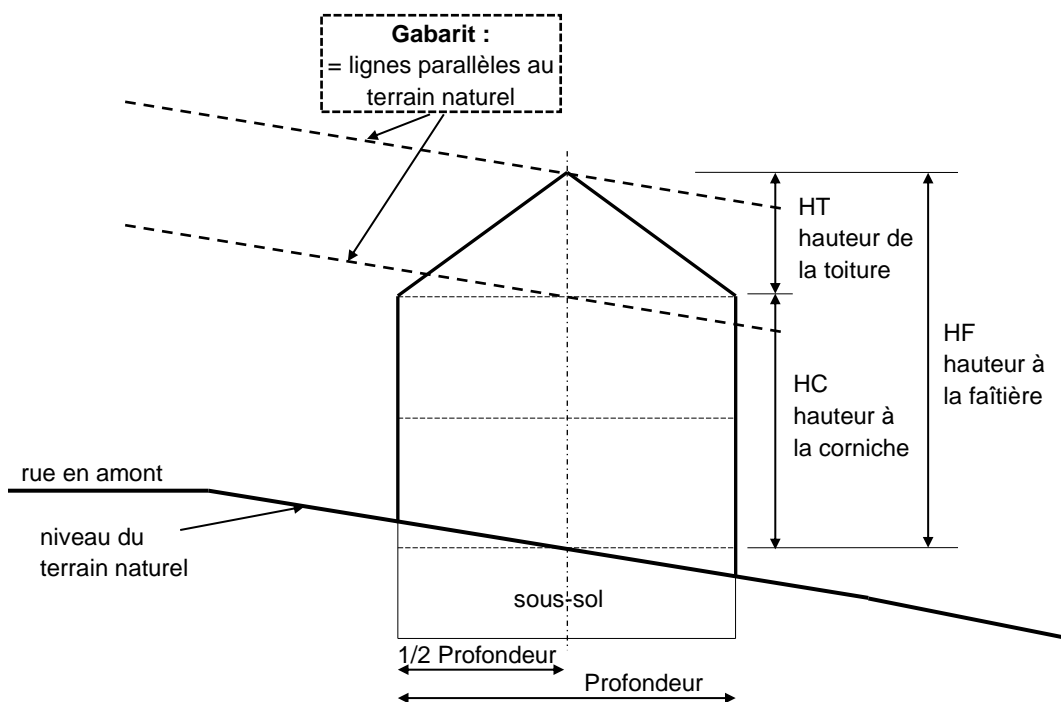 Gabarit :
= lignes parallèles au
terrain naturel
HT
hauteur de
la toiture
HF
hauteur à
la faîtière
HC
hauteur à
la corniche
rue en amont
niveau du
terrain naturel
sous-sol
1/2 Profondeur
Profondeur